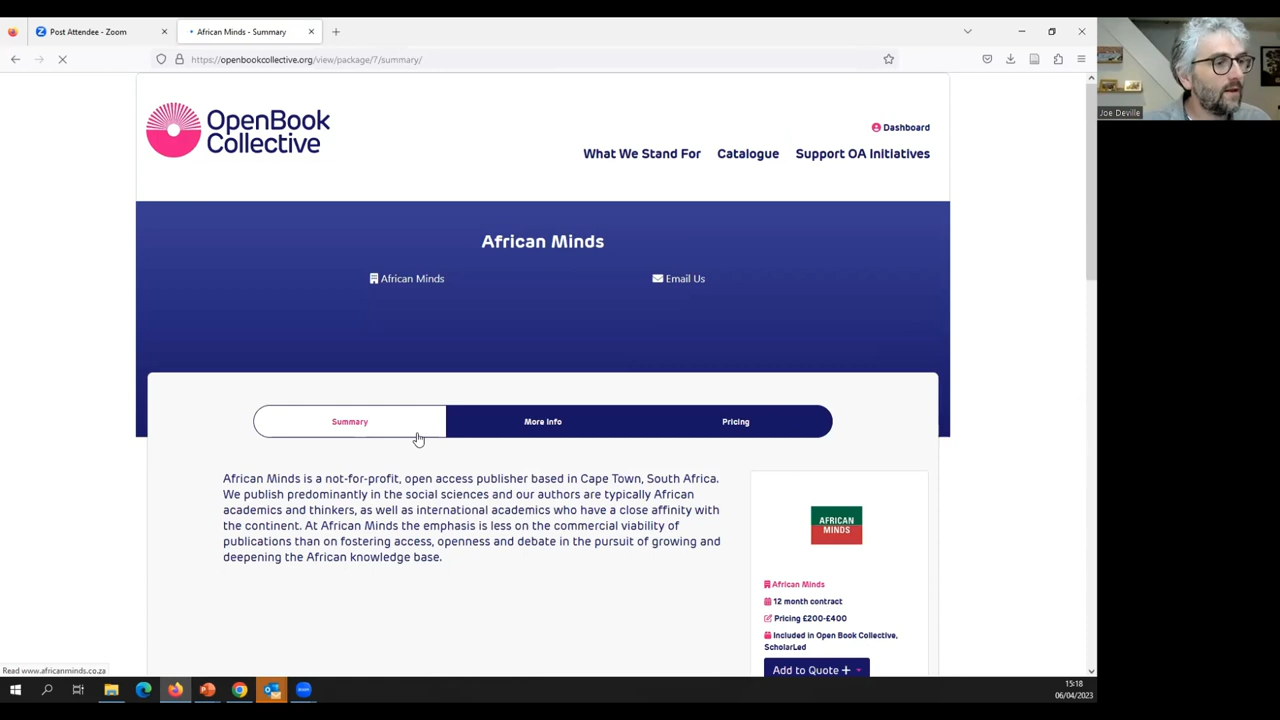 Post Attendee - Zoom
African Minds - Summary
https://openbookcollective.org/view/package/7/summary/
Joe Deville
OpenBook
Collective
Dashboard
What We Stand For
Catalogue
Support OA Initiatives
African Minds
African Minds
Email Us
Summary
More Info
Pricing
African Minds is a not-for-profit, open access publisher based in Cape Town, South Africa.
We publish predominantly in the social sciences and our authors are typically African
academics and thinkers, as well as international academics who have a close affinity with
the continent. At African Minds the emphasis is less on the commercial viability of
publications than on fostering access, openness and debate in the pursuit of growing and
deepening the African knowledge base.
AFRICAN
MINDS
African Minds
12 month contract
Pricing £200-£400
Included in Open Book Collective,
ScholarLed
Add to Quote +
Read www.africanminds.co.za
15:18
06/04/2023